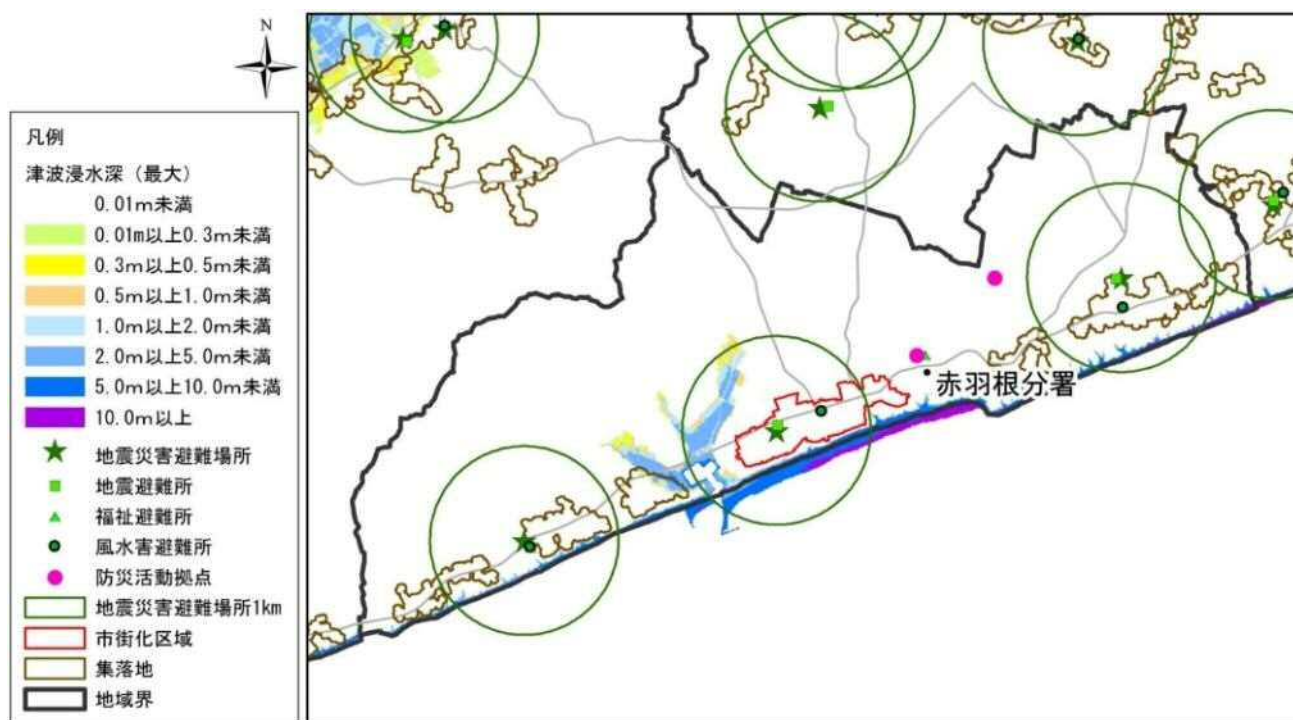 N
凡例
津波浸水深（最大）
0.01m未満
0.01m以上0.3m未満
0.3m以上0.5m未満
0.5m以上1.0m未満
1.0m以上2.0m未満
2.0m以上5.0m未満
5.0m以上10.0m未満
10.0m以上
地震災害避難場所
地震避難所
福祉避難所
風水害避難所
防災活動拠点
地震災害避難場所1km
市街化区域
集落地
地域界
赤羽根分署